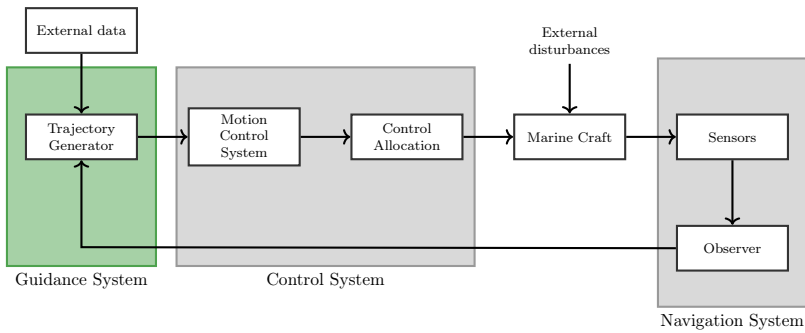 External data
External
disturbances
Trajectory
Generator
Motion
Control
System
Control
Allocation
Marine Craft
Sensors
Observer
Guidance System
Control System
Navigation System